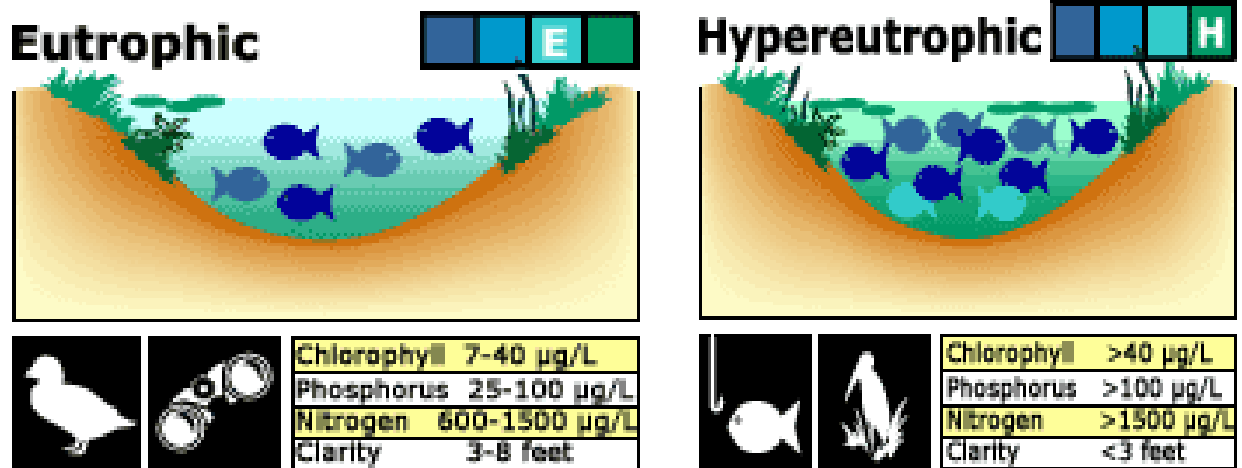 Eutrophic
E
Chlorophyll 7-40 µg/L
Phosphorus 25-100 µg/L
Nitrogen 600-1500 µg/L
Clarity 3-8 feet
Hypereutrophic
H
Chlorophyll >40 µg/L
Phosphorus >100 µg/L
Nitrogen >1500 µg/L
Clarity <3 feet